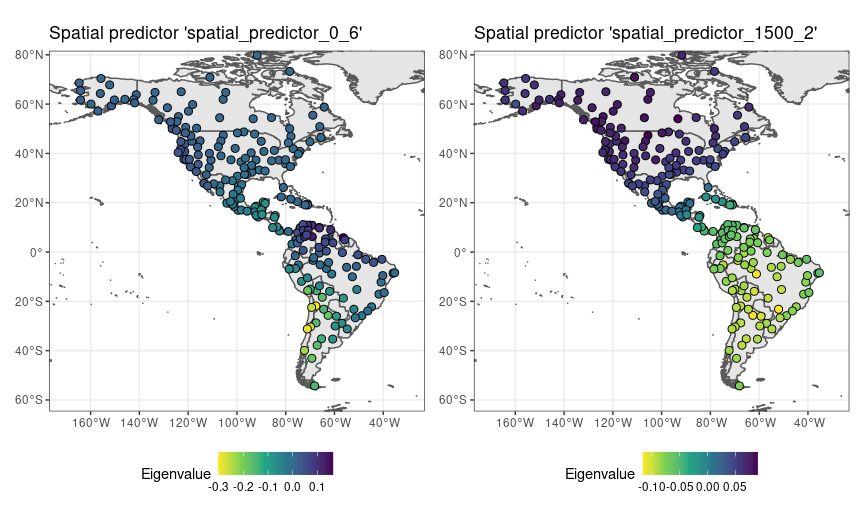 Spatial predictor 'spatial_predictor_0_6'
80°N
60°N
40°N
20°N
0°
20°S
40°S
60°S
160°W 140°W 120°W 100°W 80°W 60°W 40°W
Eigenvalue
-0.3 -0.2 -0.1 0.0 0.1
Spatial predictor 'spatial_predictor_1500_2'
80°N
60°N
40°N
20°N
0°
20°S
40°S
60°S
160°W 140°W 120°W 100°W 80°W 60°W 40°W
Eigenvalue
-0.10 -0.05 0.00 0.05